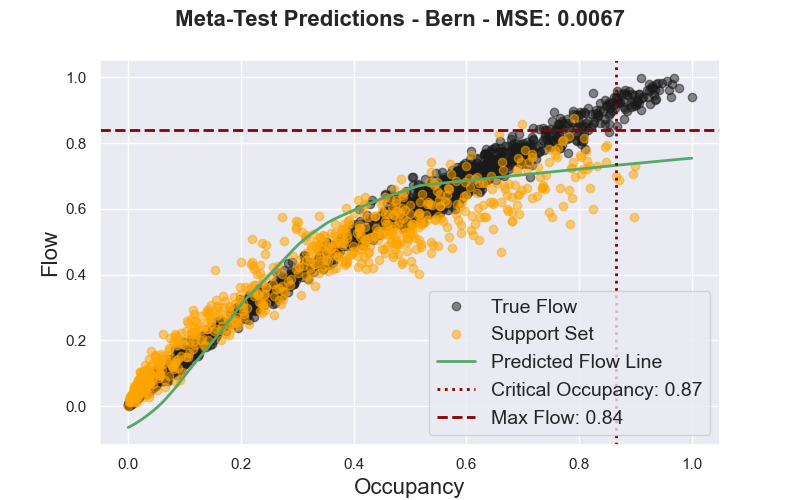 Meta-Test Predictions - Bern - MSE: 0.0067
Flow
1.0
0.8
0.6
0.4
0.2
0.0
True Flow
Support Set
Predicted Flow Line
Critical Occupancy: 0.87
Max Flow: 0.84
0.0 0.2 0.4 0.6 0.8 1.0
Occupancy